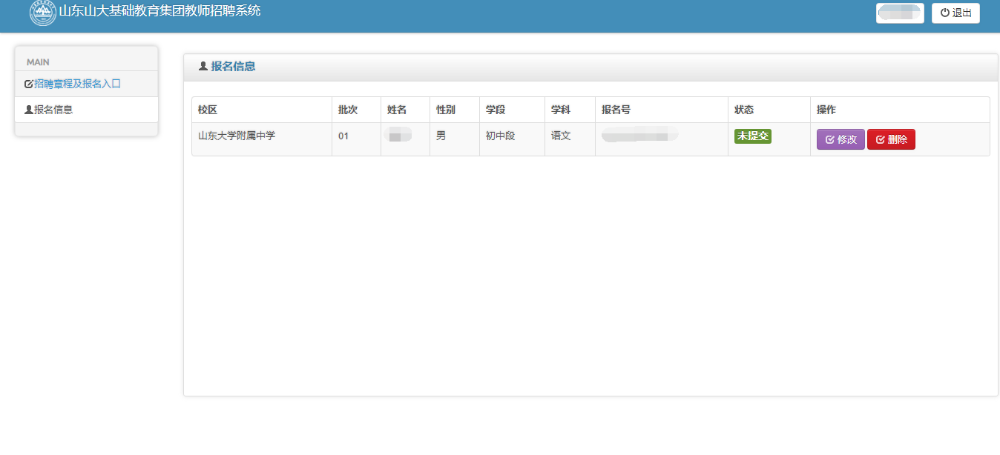 山东山大基础教育集团教师招聘系统
退出
MAIN
招聘章程及报名入口
报名信息
报名信息
校区 批次 姓名 性别 学段 学科 报名号 状态 操作
山东大学附属中学 01 男 初中段 语文 未提交 修改 删除